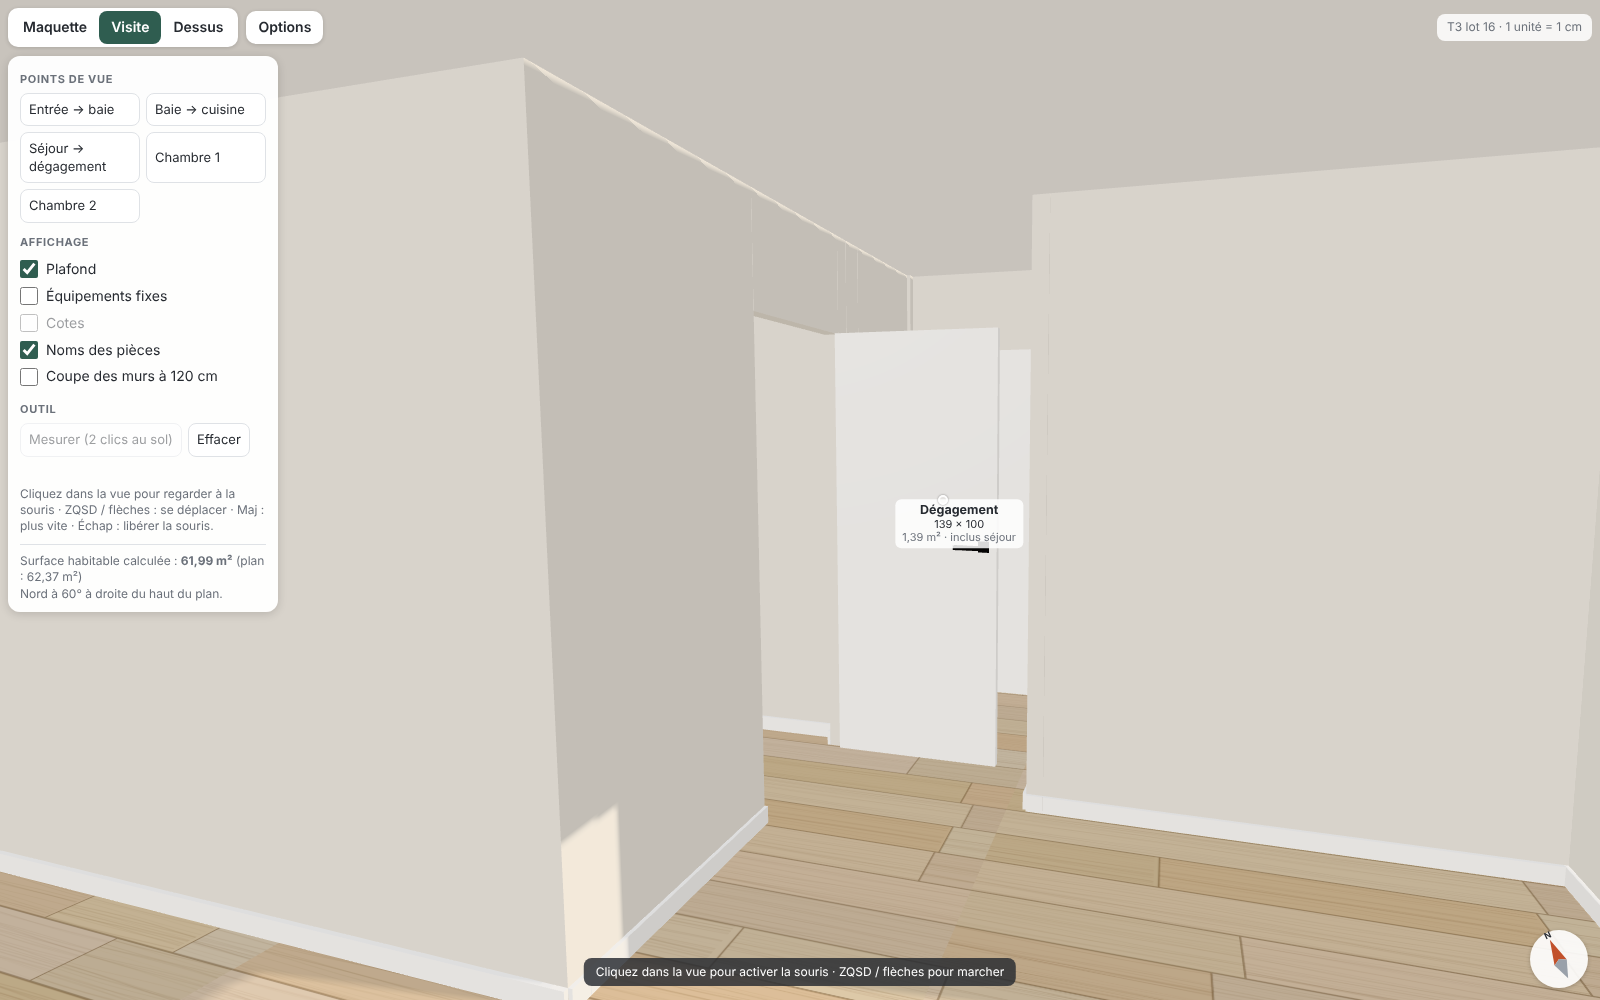 Maquette
Visite
Dessus
Options
T3 lot 16 · 1 unité = 1 cm
POINTS DE VUE
Entrée → baie
Baie → cuisine
Séjour →
dégagement
Chambre 1
Chambre 2
AFFICHAGE
Plafond
Équipements fixes
Cotes
Noms des pièces
Coupe des murs à 120 cm
OUTIL
Mesurer (2 clics au sol)
Effacer
Cliquez dans la vue pour regarder à la
souris · ZQSD / flèches : se déplacer · Maj :
plus vite · Échap : libérer la souris.
Surface habitable calculée : 61,99 m² (plan
: 62,37 m²)
Nord à 60° à droite du haut du plan.
Dégagement
139 × 100
1,39 m² · inclus séjour
Cliquez dans la vue pour activer la souris · ZQSD / flèches pour marcher
N